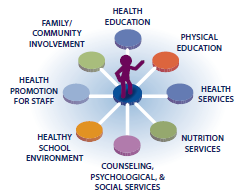 HEALTH
EDUCATION
PHYSICAL
EDUCATION
HEALTH
SERVICES
NUTRITION
SERVICES
COUNSELING,
PSYCHOLOGICAL, &
SOCIAL SERVICES
HEALTHY
SCHOOL
ENVIRONMENT
HEALTH
PROMOTION
FOR STAFF
FAMILY/
COMMUNITY
INVOLVEMENT